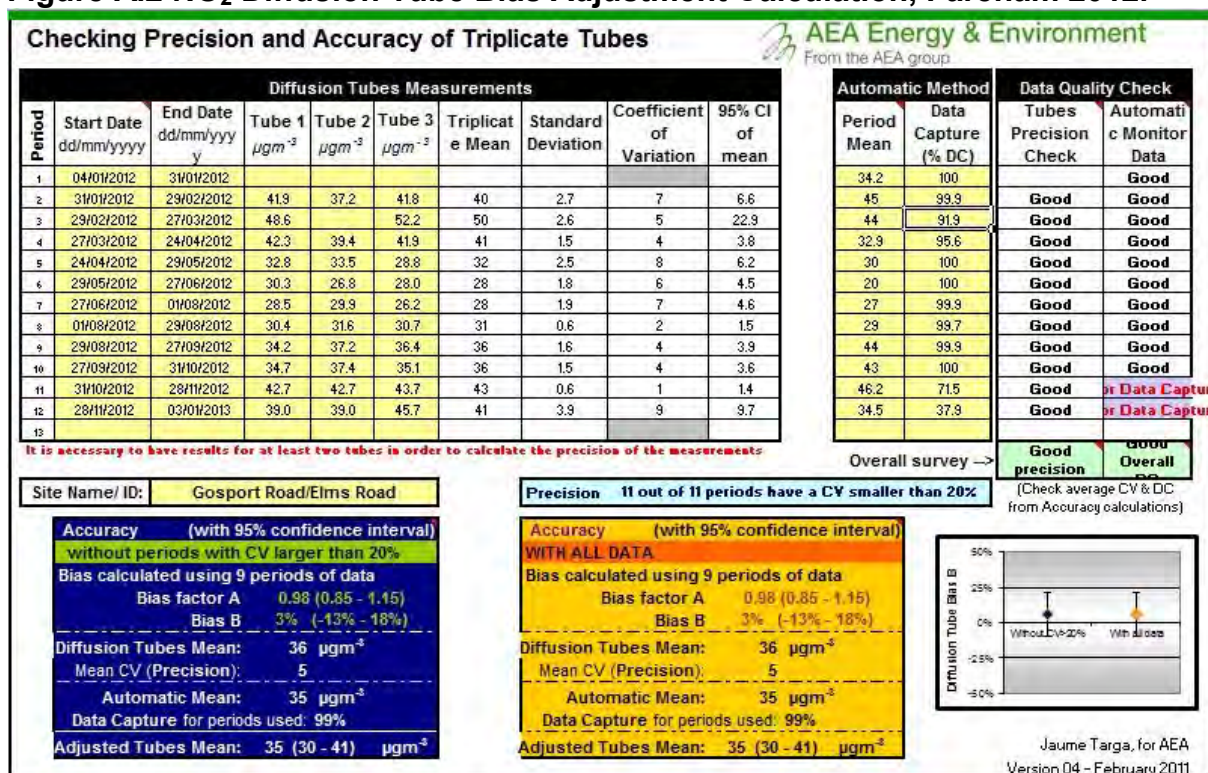 Checking Precision and Accuracy of Triplicate Tubes
AEA Energy & Environment
From the AEA group
Diffusion Tubes Measurements
Automatic Method
Data Quality Check
Period
Start Date dd/mm/yyyy
End Date dd/mm/yyyy
Tube 1 µgm⁻³
Tube 2 µgm⁻³
Tube 3 µgm⁻³
Triplicate Mean
Standard Deviation
Coefficient of Variation
95% CI of mean
Period Mean
Data Capture (% DC)
Tubes Precision Check
Automatic Monitor Data
1 04/01/2012 31/01/2012 34.2 100 Good
2 31/01/2012 29/02/2012 41.9 37.2 41.8 40 2.7 7 6.6 45 99.9 Good Good
3 29/02/2012 27/03/2012 48.6 52.2 50 2.6 5 22.9 44 91.9 Good Good
4 27/03/2012 24/04/2012 42.3 39.4 41.9 41 1.5 4 3.8 32.9 95.6 Good Good
5 24/04/2012 29/05/2012 32.8 33.5 28.8 32 2.5 8 6.2 30 100 Good Good
6 29/05/2012 27/06/2012 30.3 26.8 28.0 28 1.8 6 4.5 20 100 Good Good
7 27/06/2012 01/08/2012 28.5 29.9 26.2 28 1.9 7 4.6 27 99.9 Good Good
8 01/08/2012 29/08/2012 30.4 31.6 30.7 31 0.6 2 1.5 29 99.7 Good Good
9 29/08/2012 27/09/2012 34.2 37.2 36.4 36 1.6 4 3.9 44 99.9 Good Good
10 27/09/2012 31/10/2012 34.7 37.4 35.1 36 1.5 4 3.6 43 100 Good Good
11 31/10/2012 28/11/2012 42.7 42.7 43.7 43 0.6 1 1.4 46.2 71.5 Good or Data Captu
12 28/11/2012 03/01/2013 39.0 39.0 45.7 41 3.9 9 9.7 34.5 37.9 Good or Data Captu
13
It is necessary to have results for at least two tubes in order to calculate the precision of the measurements
Overall survey -->
Good precision
Good Overall
Site Name/ ID: Gosport Road/Elms Road
Precision 11 out of 11 periods have a CV smaller than 20%
(Check average CV & DC from Accuracy calculations)
Accuracy (with 95% confidence interval)
without periods with CV larger than 20%
Bias calculated using 9 periods of data
Bias factor A 0.98 (0.85 - 1.15)
Bias B 3% (-13% - 18%)
Diffusion Tubes Mean: 36 µgm⁻³
Mean CV (Precision): 5
Automatic Mean: 35 µgm⁻³
Data Capture for periods used: 99%
Adjusted Tubes Mean: 35 (30 - 41) µgm⁻³
Accuracy (with 95% confidence interval)
WITH ALL DATA
Bias calculated using 9 periods of data
Bias factor A 0.98 (0.85 - 1.15)
Bias B 3% (-13% - 18%)
Diffusion Tubes Mean: 36 µgm⁻³
Mean CV (Precision): 5
Automatic Mean: 35 µgm⁻³
Data Capture for periods used: 99%
Adjusted Tubes Mean: 35 (30 - 41) µgm⁻³
Diffusion Tube Bias B
50%
25%
0%
-25%
-50%
Without CV>20%
With all data
Jaume Targa, for AEA
Version 04 - February 2011